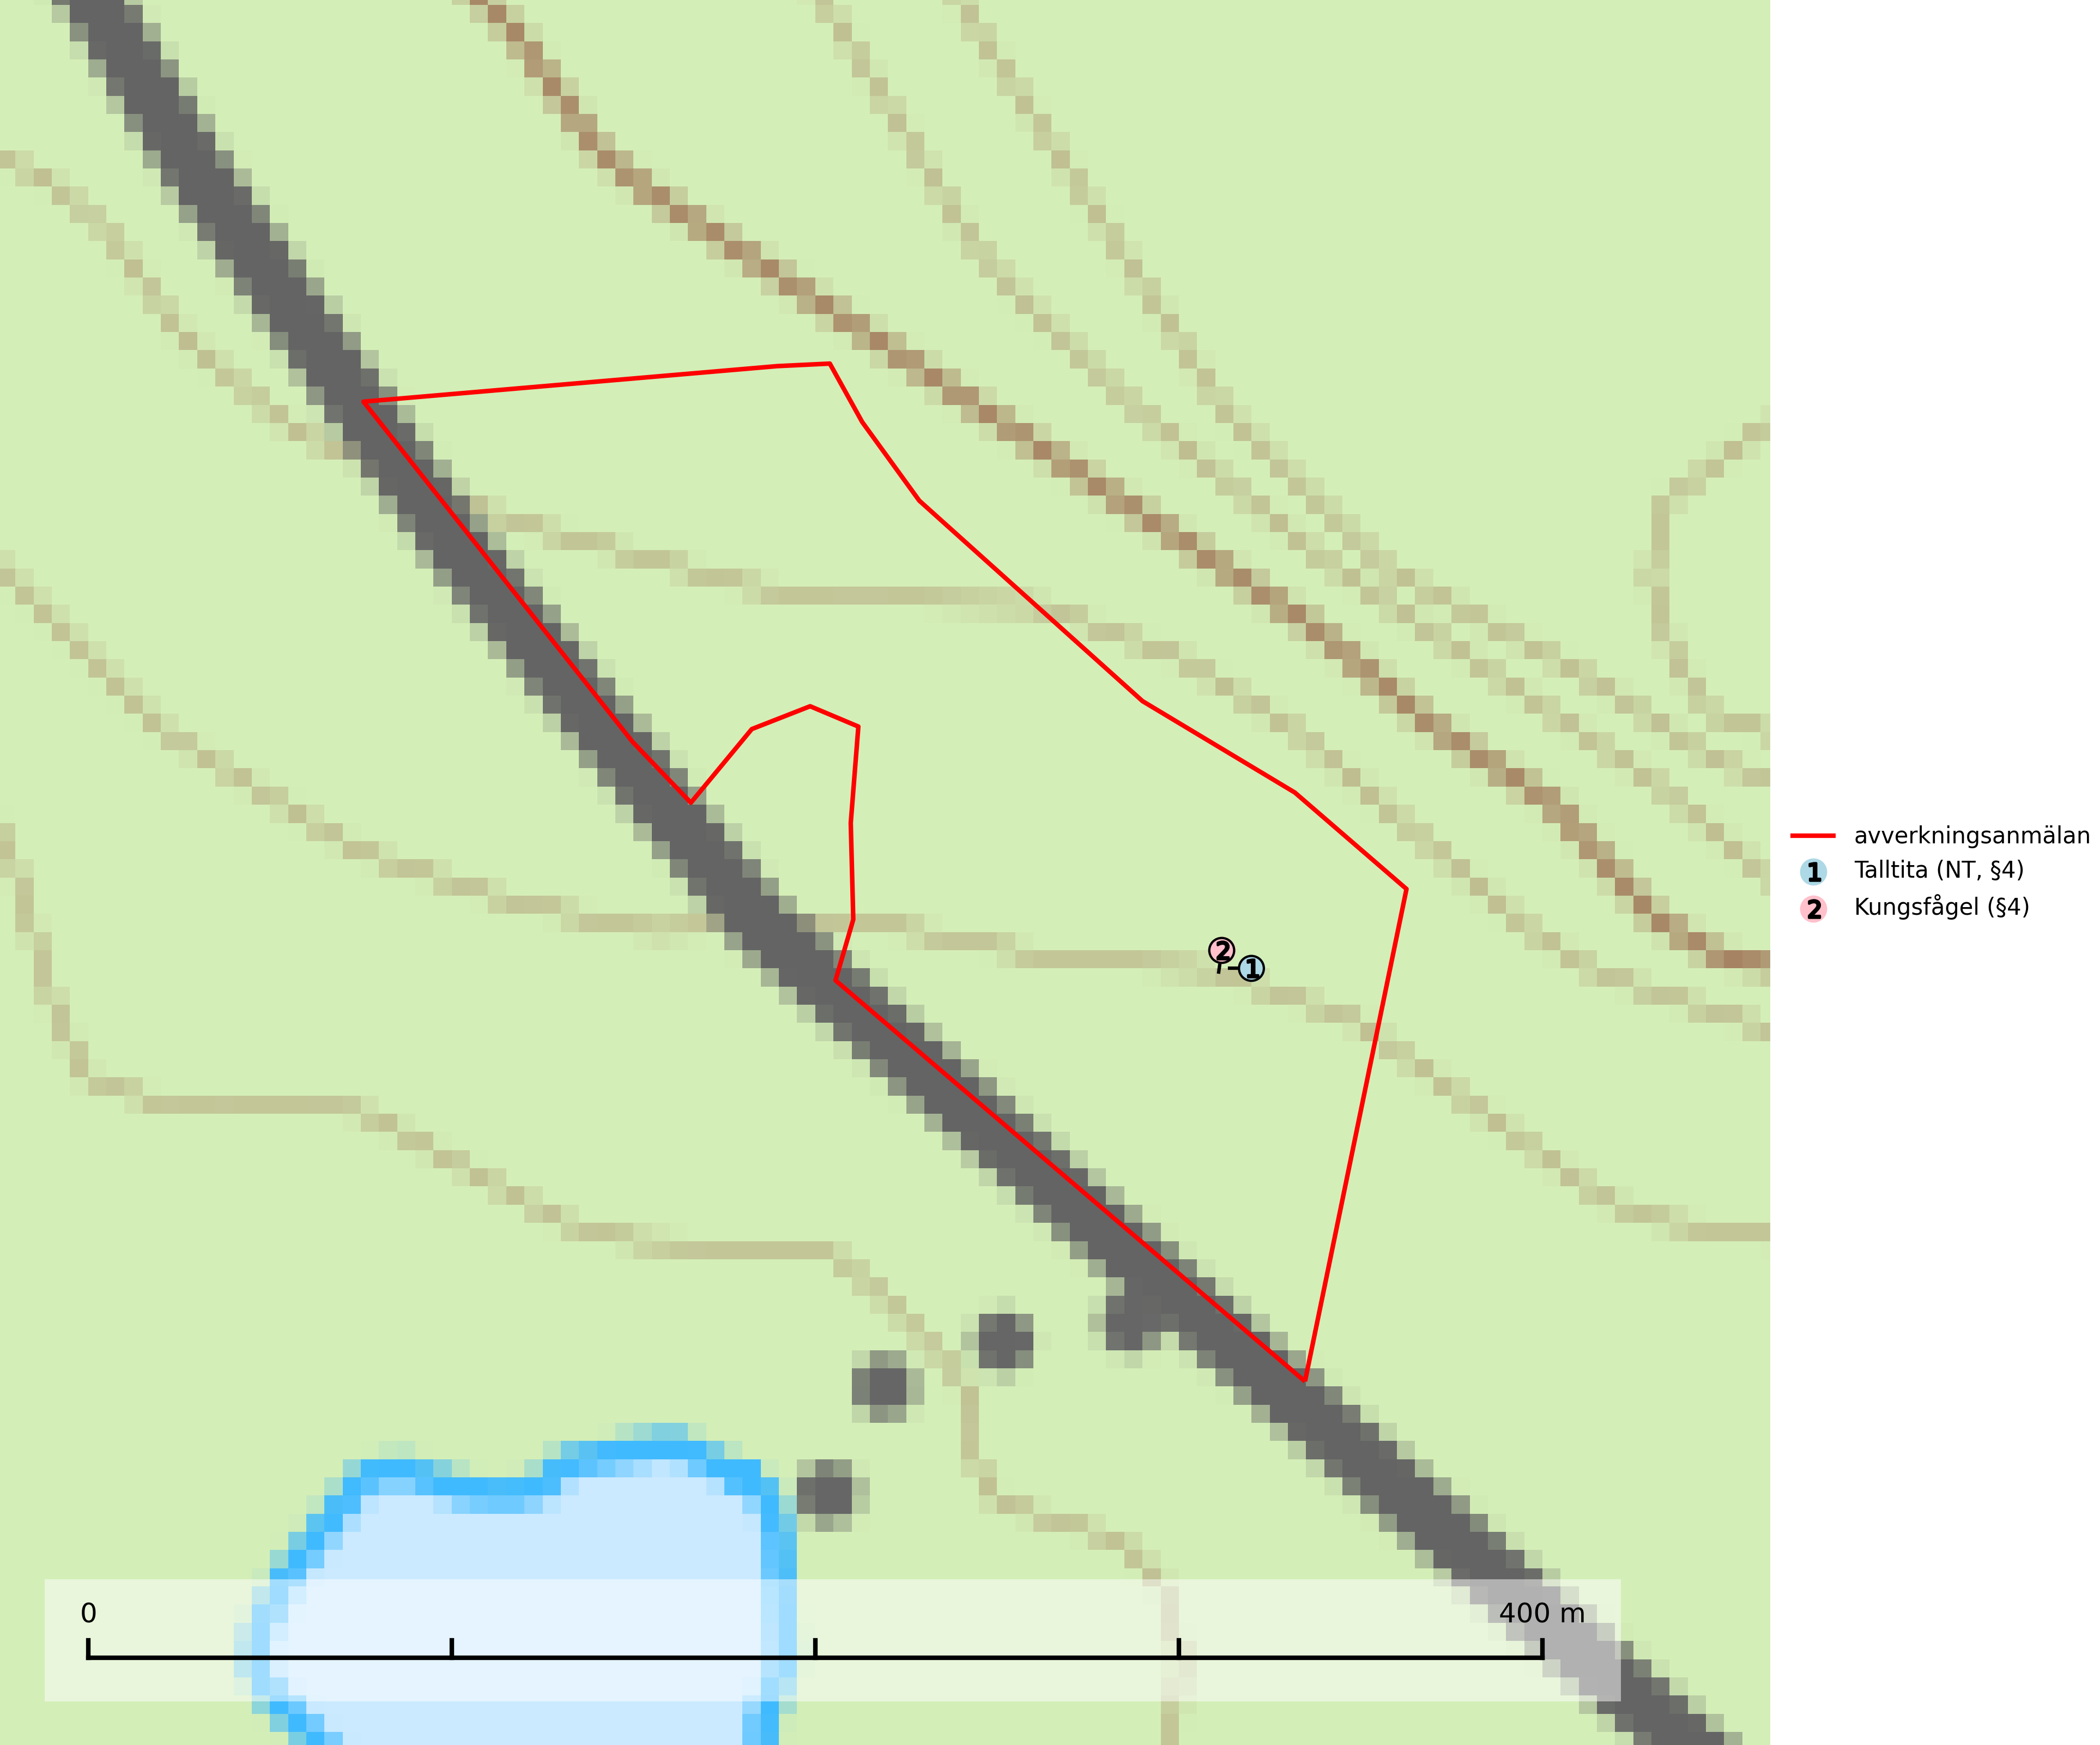 2
1
avverkningsanmälan
1 Talltita (NT, §4)
2 Kungsfågel (§4)
0 400 m